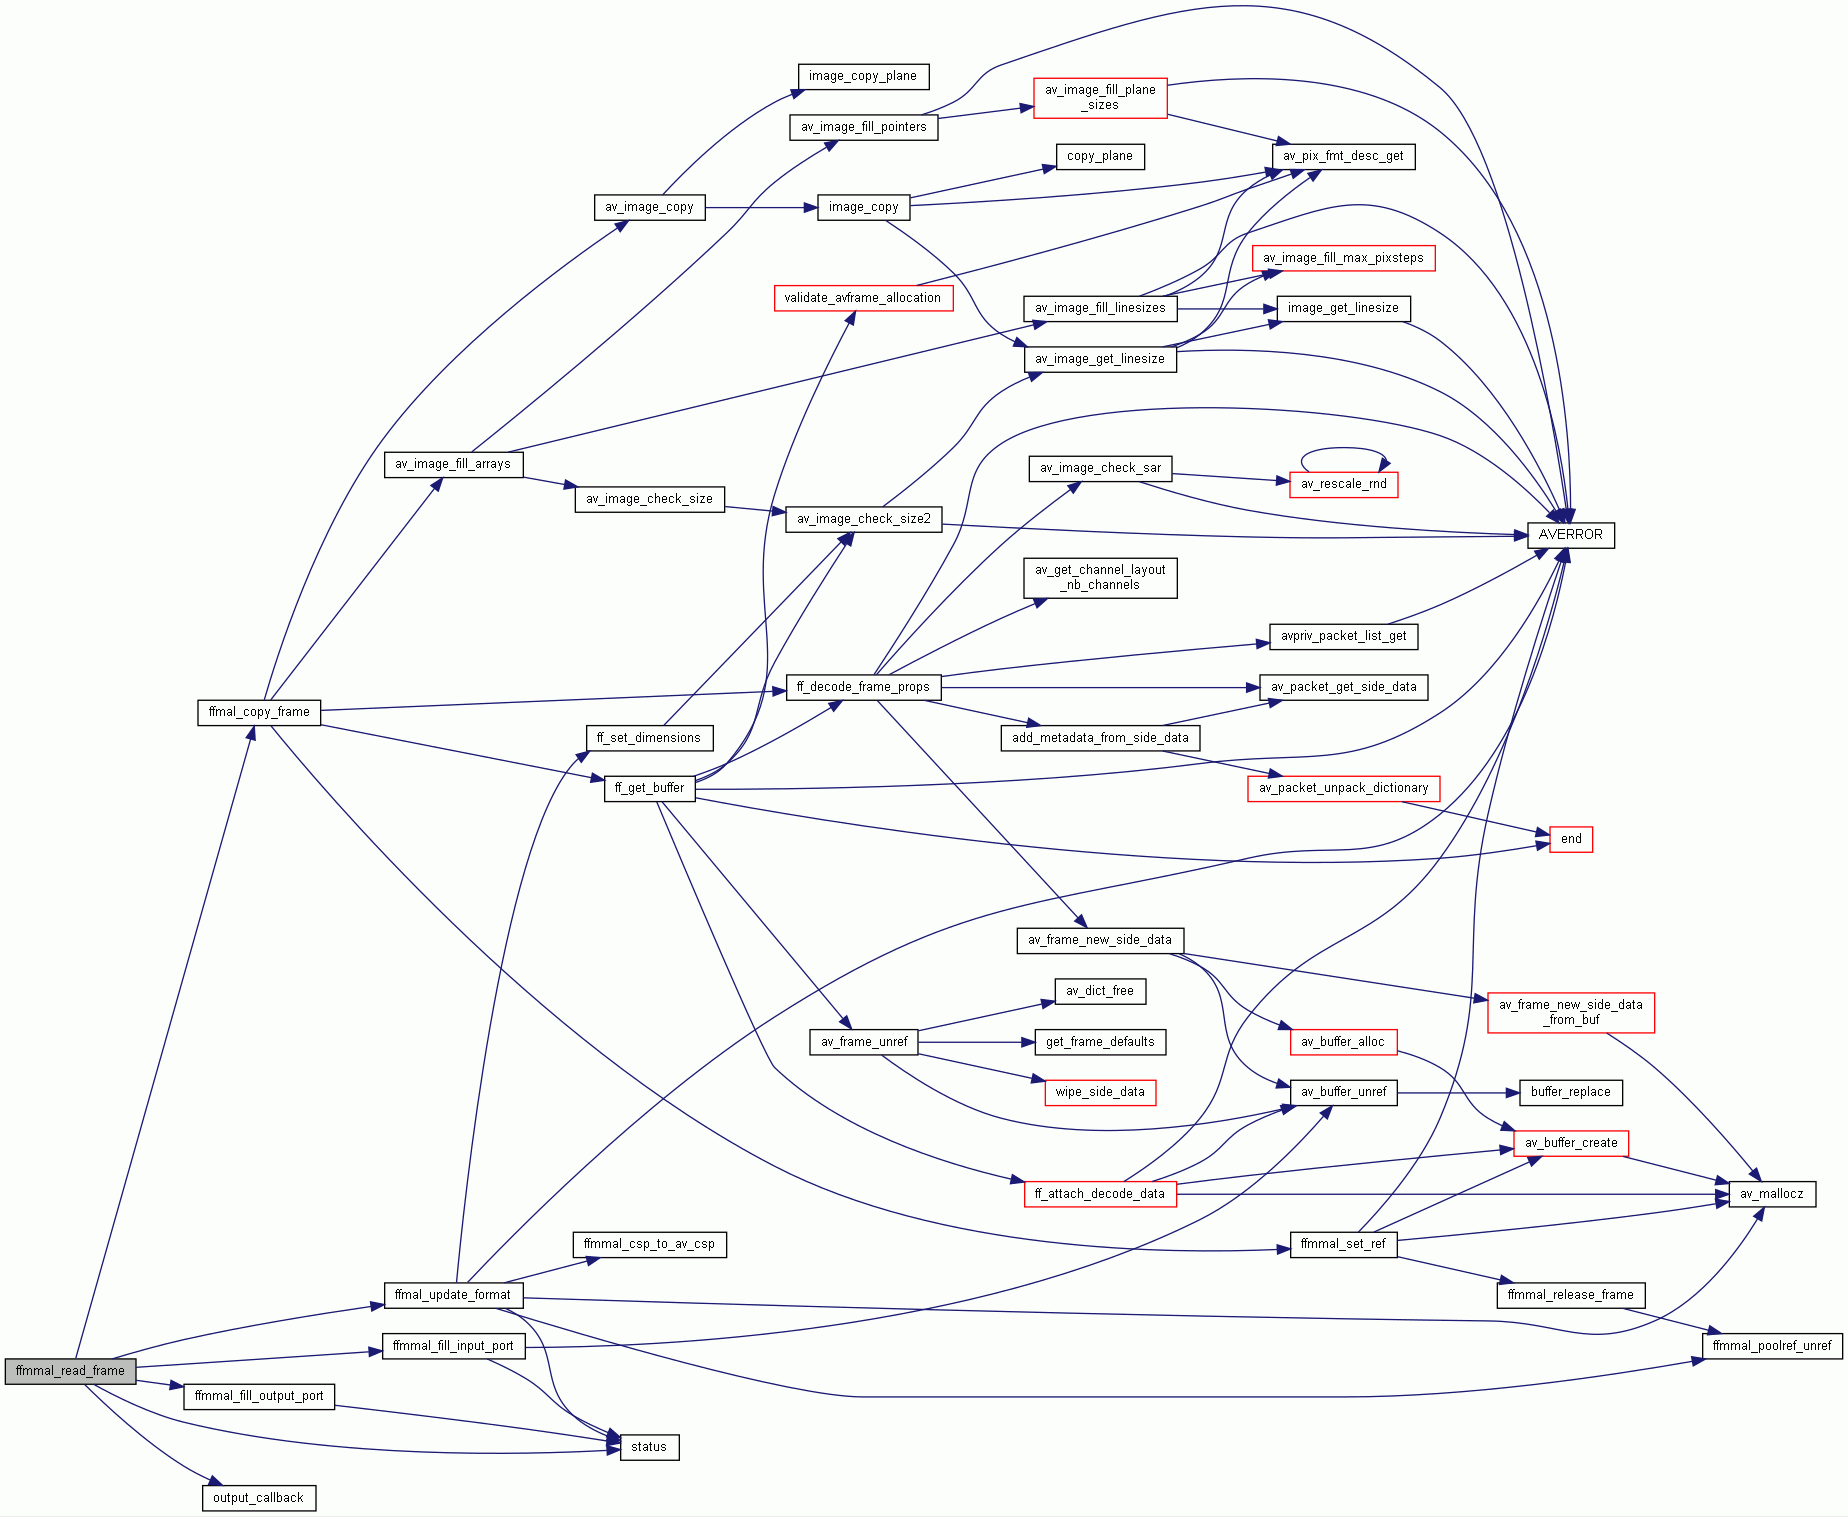 image_copy_plane
av_image_fill_plane
_sizes
av_image_fill_pointers
copy_plane
av_pix_fmt_desc_get
av_image_copy
image_copy
av_image_fill_max_pixsteps
validate_avframe_allocation
av_image_fill_linesizes
image_get_linesize
av_image_get_linesize
av_image_fill_arrays
av_image_check_sar
av_rescale_rnd
av_image_check_size
av_image_check_size2
AVERROR
av_get_channel_layout
_nb_channels
avpriv_packet_list_get
ff_decode_frame_props
av_packet_get_side_data
ffmal_copy_frame
ff_set_dimensions
add_metadata_from_side_data
ff_get_buffer
av_packet_unpack_dictionary
end
av_frame_new_side_data
av_dict_free
av_frame_new_side_data
_from_buf
av_frame_unref
get_frame_defaults
av_buffer_alloc
wipe_side_data
av_buffer_unref
buffer_replace
av_buffer_create
ff_attach_decode_data
av_mallocz
ffmmal_csp_to_av_csp
ffmmal_set_ref
ffmal_update_format
ffmmal_release_frame
ffmmal_fill_input_port
ffmmal_poolref_unref
ffmmal_read_frame
ffmmal_fill_output_port
status
output_callback